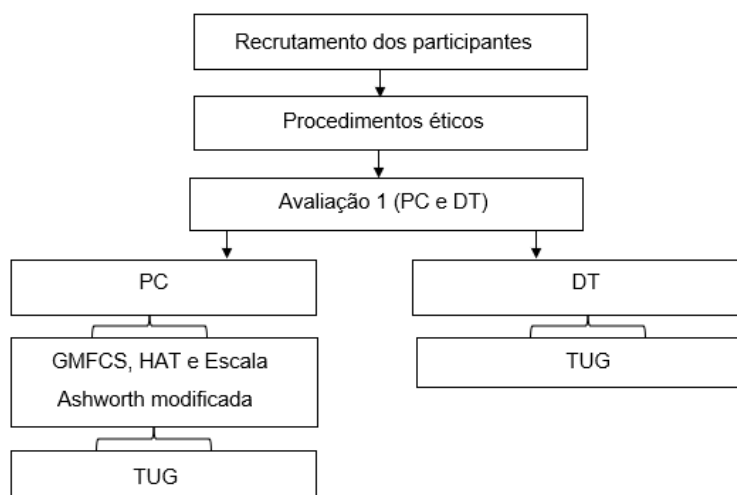 Recrutamento dos participantes
Procedimentos éticos
Avaliação 1 (PC e DT)
PC
DT
GMFCS, HAT e Escala
Ashworth modificada
TUG
TUG